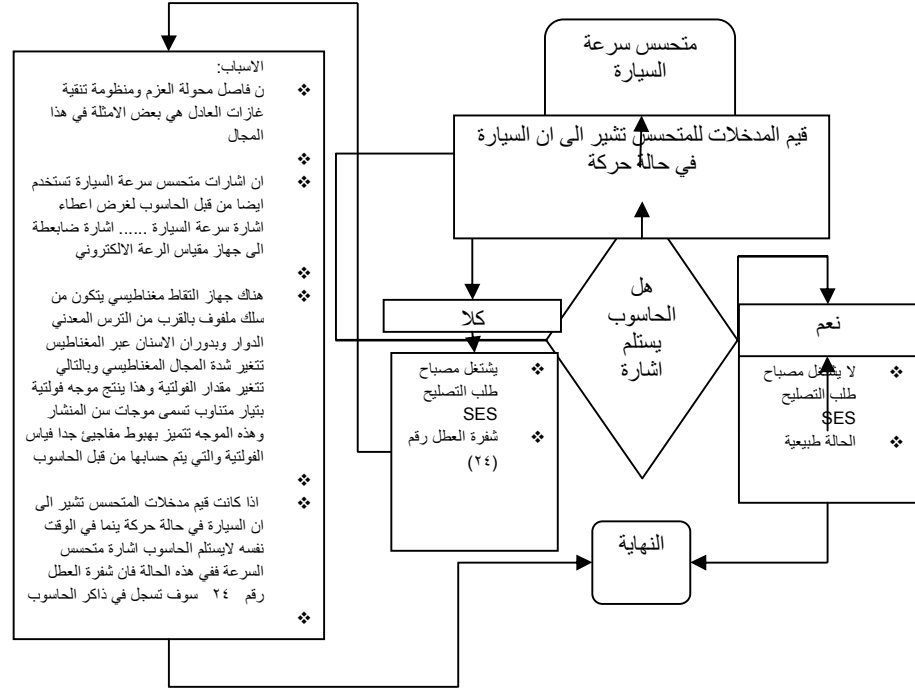 متحسس سرعة
السيارة
قيم المدخلات للمتحسس تشير الى ان السيارة
في حالة حركة
هل
الحاسوب
يستلم
اشارة
نعم
❖ لا يشتغل مصباح
طلب التصليح
SES
❖ الحالة طبيعية
كلا
❖ يشتغل مصباح
طلب التصليح
SES
❖ شفرة العطل رقم
(٢٤)
الاسباب:
❖ ن فاصل محولة العزم ومنظومة تنقية
غازات العادل هي بعض الامثلة في هذا
المجال
❖
❖ ان اشارات متحسس سرعة السيارة تستخدم
ايضا من قبل الحاسوب لغرض اعطاء
اشارة سرعة السيارة ...... اشارة ضابعطة
الى جهاز مقياس الرعة الالكتروني
❖
❖ هناك جهاز التقاط مغناطيسي يتكون من
سلك ملفوف بالقرب من الترس المعدني
الدوار وبدوران الاسنان عبر المغناطيس
تتغير شدة المجال المغناطيسي وبالتالي
تتغير مقدار الفولتية وهذا ينتج موجه فولتية
بتيار متناوب تسمى موجات سن المنشار
وهذه الموجه تتميز بهبوط مفاجيئ جدا فياس
الفولتية والتي يتم حسابها من قبل الحاسوب
❖
❖ اذا كانت قيم مدخلات المتحسس تشير الى
ان السيارة في حالة حركة ينما في الوقت
نفسه لايستلم الحاسوب اشارة متحسس
السرعة ففي هذه الحالة فان شفرة العطل
رقم ٢٤ سوف تسجل في ذاكر الحاسوب
❖
النهاية